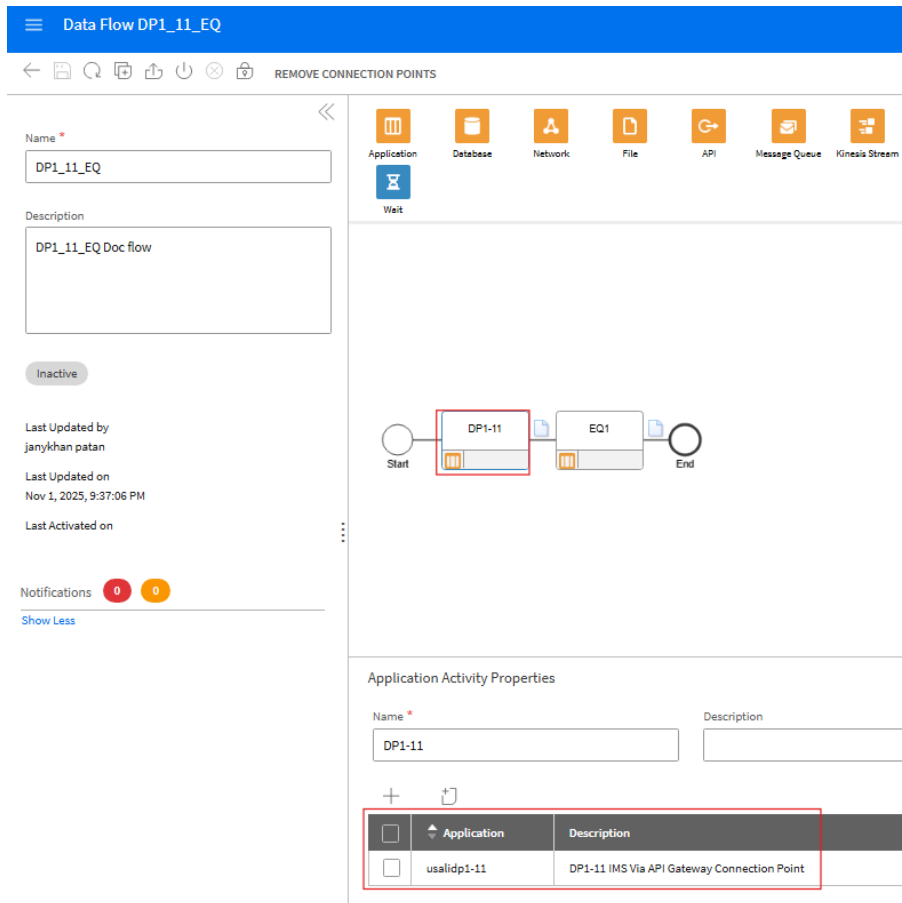 Data Flow DP1_11_EQ
REMOVE CONNECTION POINTS
Name *
DP1_11_EQ
Description
DP1_11_EQ Doc flow
Inactive
Last Updated by
janykhan patan
Last Updated on
Nov 1, 2025, 9:37:06 PM
Last Activated on
Notifications 0 0
Show Less
Application Database Network File API Message Queue Kinesis Stream
Wait
Start DP1-11 EQ1 End
Application Activity Properties
Name * Description
DP1-11
Application Description
usalidp1-11 DP1-11 IMS Via API Gateway Connection Point